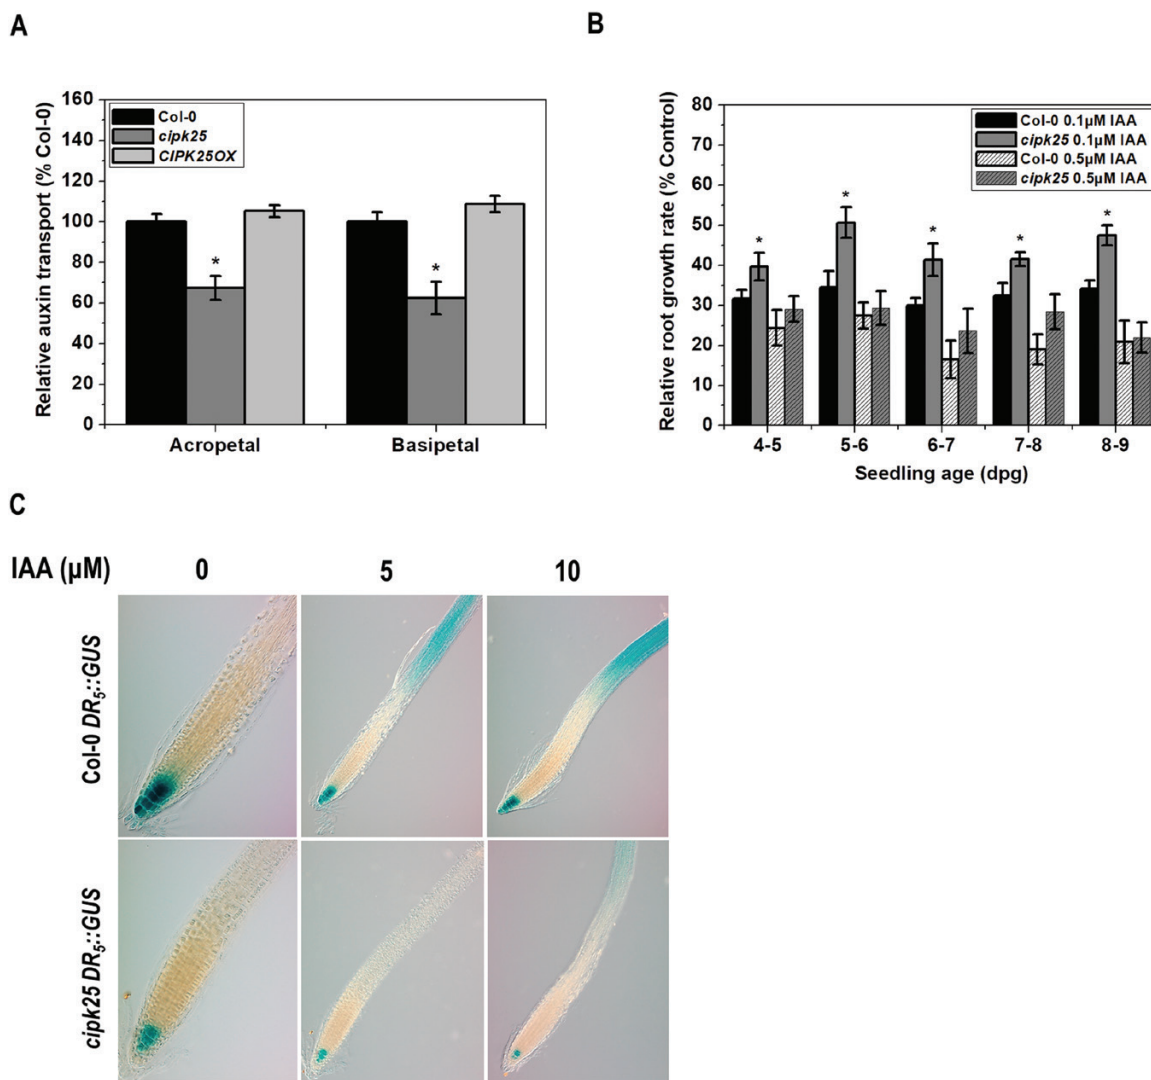 A
B
Relative auxin transport (% Col-0)
160
140
120
100
80
60
40
20
0
Col-0
cipk25
CIPK25OX
*
*
Acropetal
Basipetal
Relative root growth rate (% Control)
80
70
60
50
40
30
20
10
0
Col-0 0.1µM IAA
cipk25 0.1µM IAA
Col-0 0.5µM IAA
cipk25 0.5µM IAA
*
*
*
*
*
4-5
5-6
6-7
7-8
8-9
Seedling age (dpg)
C
IAA (µM)
0
5
10
Col-0 DR5::GUS
cipk25 DR5::GUS